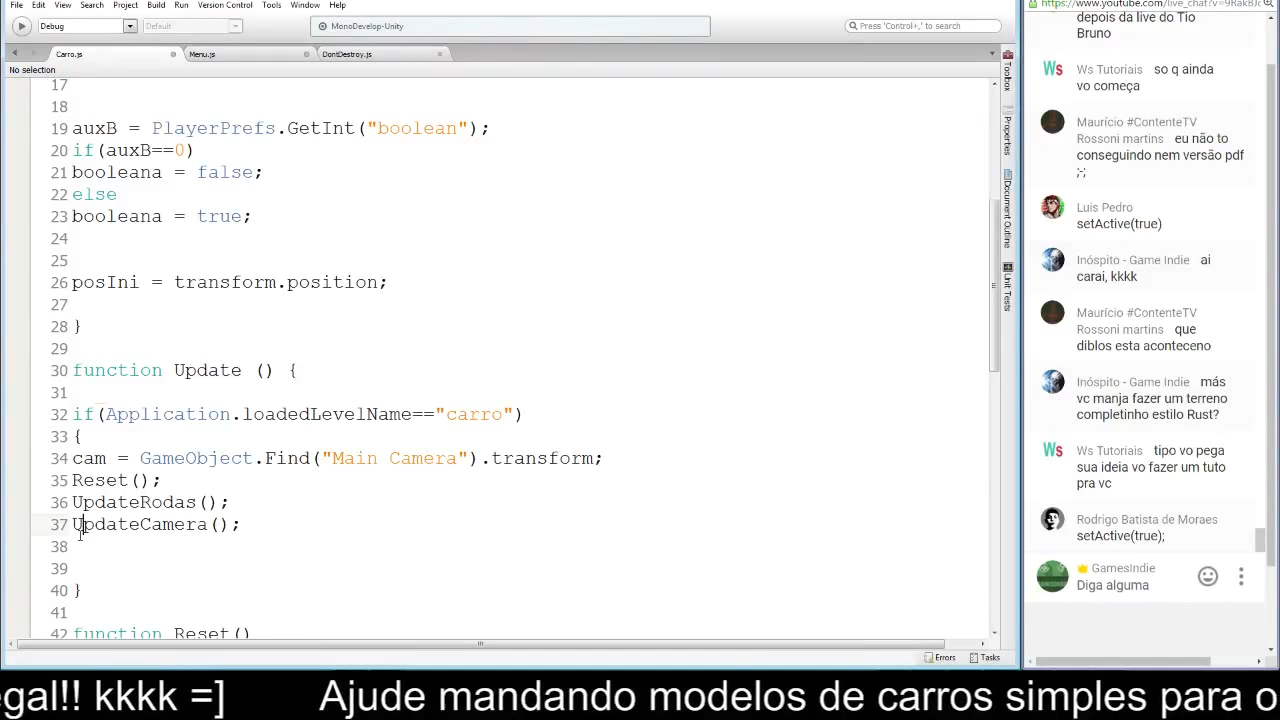 File Edit View Search Project Build Run Version Control Tools Window Help
Debug
Default
MonoDevelop-Unity
Press 'Control+,' to search
Carro.js
Menu.js
DontDestroy.js
No selection
17
18
19 auxB = PlayerPrefs.GetInt("boolean");
20 if(auxB==0)
21 booleana = false;
22 else
23 booleana = true;
24
25
26 posIni = transform.position;
27
28 }
29
30 function Update () {
31
32 if(Application.loadedLevelName=="carro")
33 {
34 cam = GameObject.Find("Main Camera").transform;
35 Reset();
36 UpdateRodas();
37 UpdateCamera();
38
39
40 }
41
42 function Reset()
Errors
Tasks
Toolbox
Properties
Document Outline
Unit Tests
depois da live do Tio
Bruno
Ws Tutoriais so q ainda
vo começa
Maurício #ContenteTV
Rossoni martins eu não to
conseguindo nem versão pdf
;-;
Luis Pedro
setActive(true)
Inóspito - Game Indie ai
carai, kkkk
Maurício #ContenteTV
Rossoni martins que
diblos esta aconteceno
Inóspito - Game Indie más
vc manja fazer um terreno
completinho estilo Rust?
Ws Tutoriais tipo vo pega
sua ideia vo fazer um tuto
pra vc
Rodrigo Batista de Moraes
setActive(true);
GamesIndie
Diga alguma
egal!! kkkk =] Ajude mandando modelos de carros simples para o